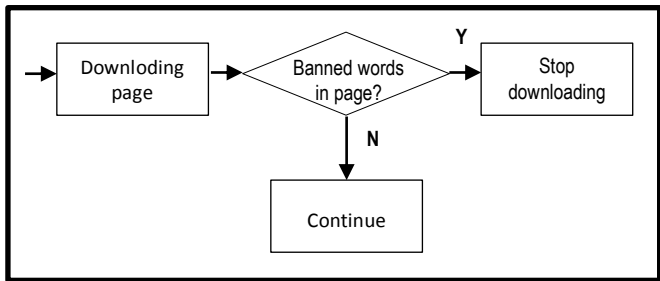 Downloding
page
Banned words
in page?
Y
Stop
downloading
N
Continue